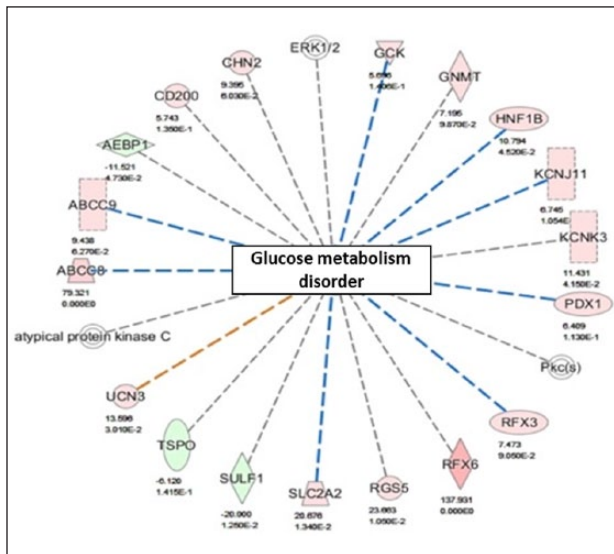 ERK1/2
GCK
5.696
1.406E-1
CHN2
9.395
6.030E-2
GNMT
7.195
9.870E-2
CD200
5.743
1.350E-1
HNF1B
10.794
4.520E-2
AEBP1
-11.521
4.730E-2
KCNJ11
6.745
1.054E
ABCC9
9.438
6.270E-2
KCNK3
11.431
4.150E-2
Glucose metabolism
disorder
ABCC8
79.321
0.000E0
PDX1
6.409
1.130E-1
atypical protein kinase C
Pkc(s)
UCN3
13.596
3.010E-2
RFX3
7.473
9.050E-2
TSPO
-6.120
1.415E-1
SULF1
-20.000
1.250E-2
SLC2A2
20.676
1.340E-2
RGS5
23.663
1.050E-2
RFX6
137.931
0.000E0